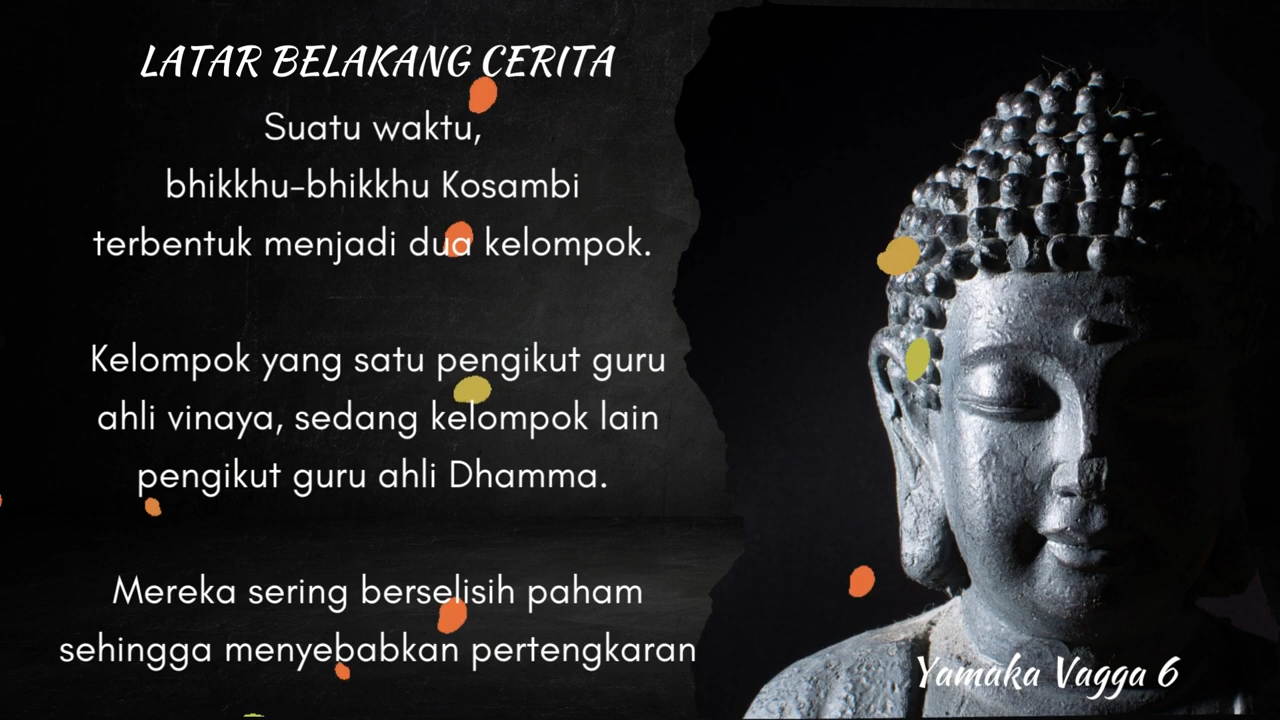 LATAR BELAKANG CERITA
Suatu waktu,
bhikkhu-bhikkhu Kosambi
terbentuk menjadi dua kelompok.
Kelompok yang satu pengikut guru
ahli vinaya, sedang kelompok lain
pengikut guru ahli Dhamma.
Mereka sering berselisih paham
sehingga menyebabkan pertengkaran
Yamaka Vagga 6